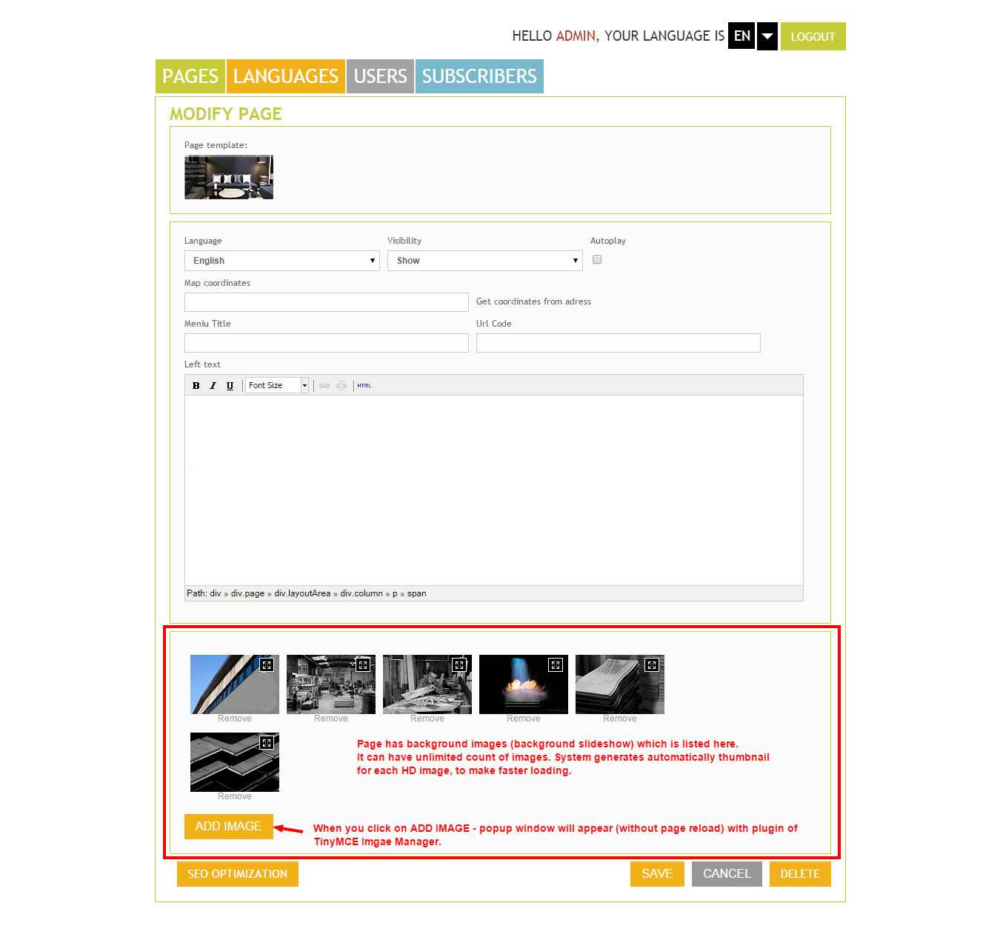 HELLO ADMIN, YOUR LANGUAGE IS EN LOGOUT
PAGES LANGUAGES USERS SUBSCRIBERS
MODIFY PAGE
Page template:
Language Visibility Autoplay
English Show
Map coordinates
Get coordinates from adress
Meniu Title Url Code
Left text
B I U Font Size HTML
Path: div » div.page » div.layoutArea » div.column » p » span
Remove Remove Remove Remove Remove
Page has background images (background slideshow) which is listed here.
It can have unlimited count of images. System generates automatically thumbnail
for each HD image, to make faster loading.
Remove
ADD IMAGE
When you click on ADD IMAGE - popup window will appear (without page reload) with plugin of
TinyMCE Imgae Manager.
SEO OPTIMIZATION SAVE CANCEL DELETE